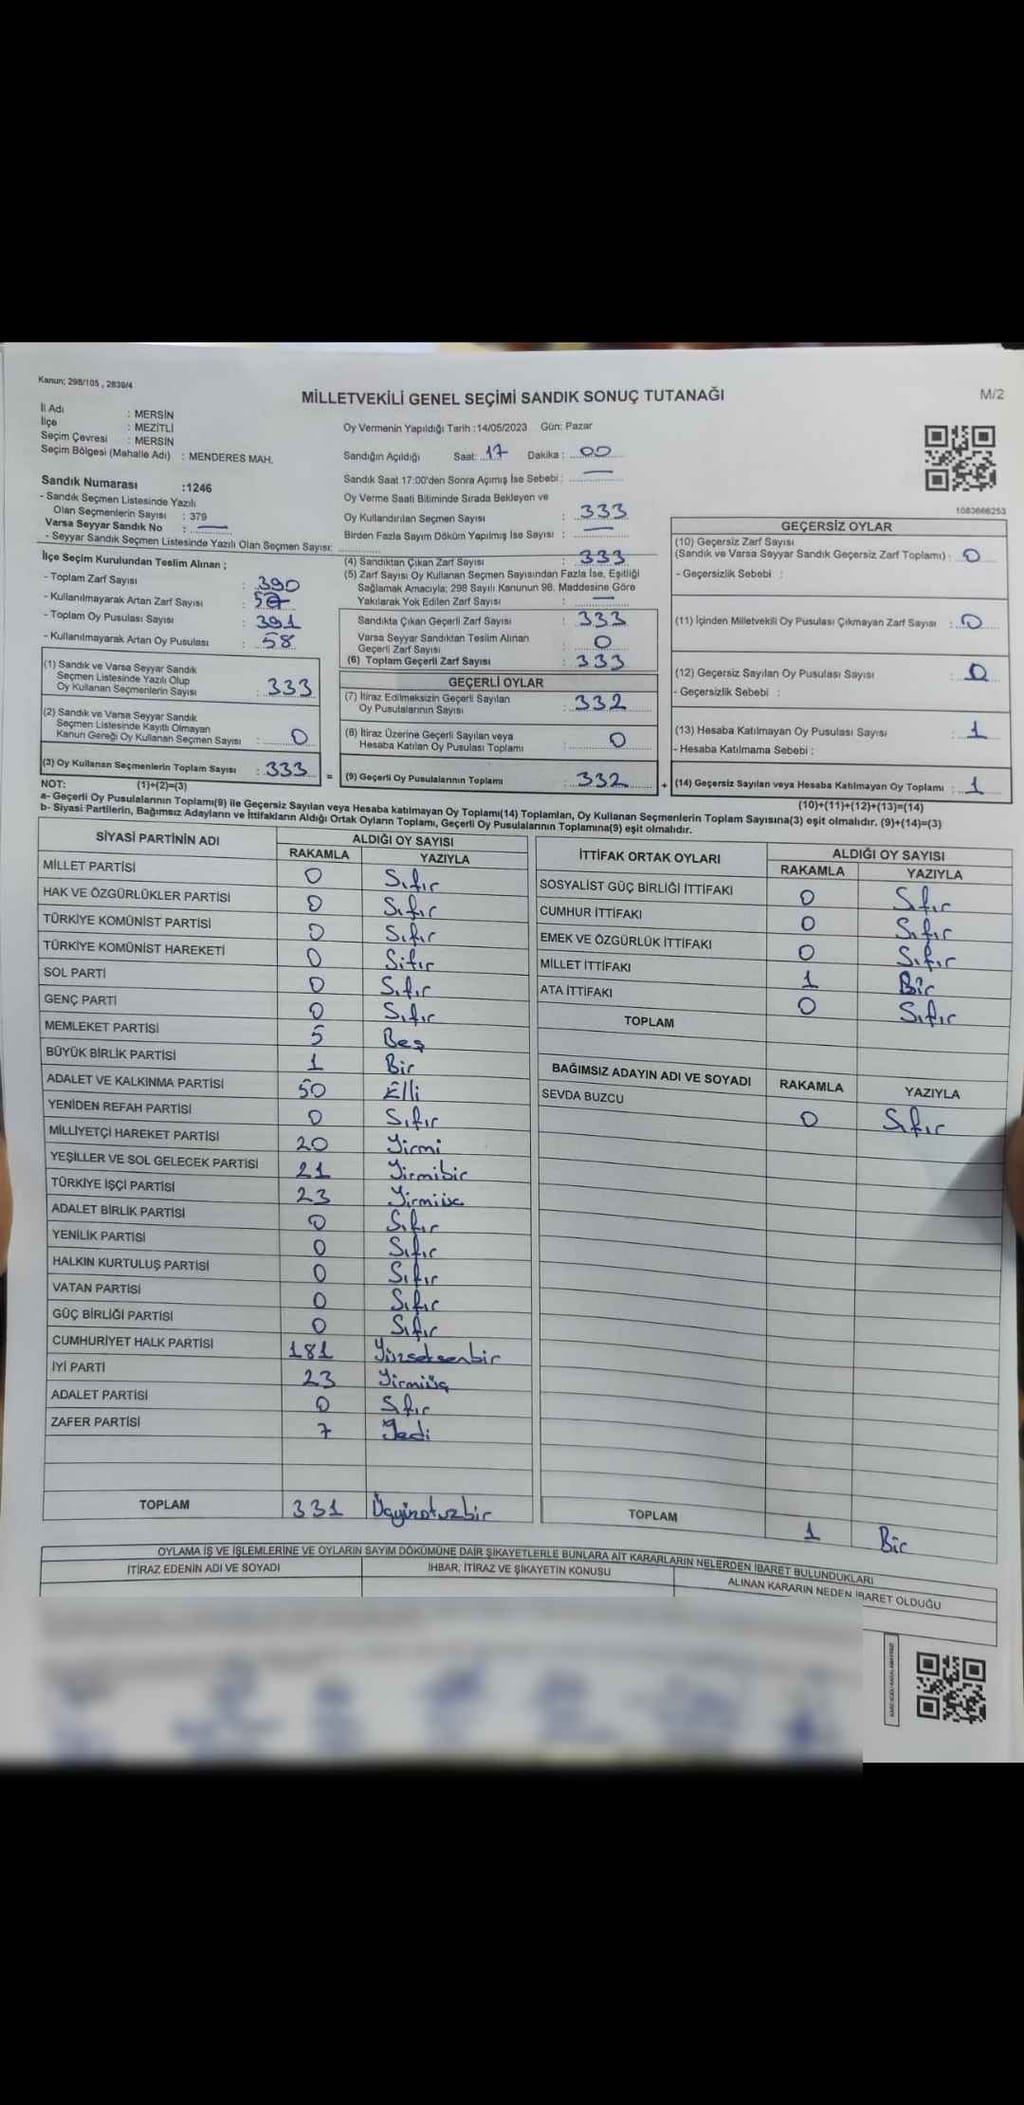 Kanun; 298/105 , 2839/4
MİLLETVEKİLİ GENEL SEÇİMİ SANDIK SONUÇ TUTANAĞI
M/2
İl Adı : MERSİN
İlçe : MEZİTLİ
Seçim Çevresi : MERSİN
Seçim Bölgesi (Mahalle Adı) : MENDERES MAH.
Sandık Numarası :1246
- Sandık Seçmen Listesinde Yazılı
Olan Seçmenlerin Sayısı : 379
Varsa Seyyar Sandık No : —
- Seyyar Sandık Seçmen Listesinde Yazılı Olan Seçmen Sayısı:
İlçe Seçim Kurulundan Teslim Alınan ;
- Toplam Zarf Sayısı : 390
- Kullanılmayarak Artan Zarf Sayısı :
- Toplam Oy Pusulası Sayısı : 391
- Kullanılmayarak Artan Oy Pusulası : 58
(1) Sandık ve Varsa Seyyar Sandık
Seçmen Listesinde Yazılı Olup
Oy Kullanan Seçmenlerin Sayısı : 333
(2) Sandık ve Varsa Seyyar Sandık
Seçmen Listesinde Kayıtlı Olmayan
Kanun Gereği Oy Kullanan Seçmen Sayısı : 0
(3) Oy Kullanan Seçmenlerin Toplam Sayısı : 333
Oy Vermenin Yapıldığı Tarih :14/05/2023 Gün: Pazar
Sandığın Açıldığı Saat: 17 Dakika : 00
Sandık Saat 17:00'den Sonra Açımış İse Sebebi : —
Oy Verme Saati Bitiminde Sırada Bekleyen ve
Oy Kullandırılan Seçmen Sayısı : 333
Birden Fazla Sayım Döküm Yapılmış İse Sayısı : —
(4) Sandıktan Çıkan Zarf Sayısı : 333
(5) Zarf Sayısı Oy Kullanan Seçmen Sayısından Fazla İse, Eşitliği
Sağlamak Amacıyla; 298 Sayılı Kanunun 98. Maddesine Göre
Yakılarak Yok Edilen Zarf Sayısı : —
Sandıkta Çıkan Geçerli Zarf Sayısı : 333
Varsa Seyyar Sandıktan Teslim Alınan
Geçerli Zarf Sayısı : 0
(6) Toplam Geçerli Zarf Sayısı : 333
GEÇERLİ OYLAR
(7) İtiraz Edilmeksizin Geçerli Sayılan
Oy Pusulalarının Sayısı : 332
(8) İtiraz Üzerine Geçerli Sayılan veya
Hesaba Katılan Oy Pusulası Toplamı : 0
= (9) Geçerli Oy Pusulalarının Toplamı : 332
1083666253
GEÇERSİZ OYLAR
(10) Geçersiz Zarf Sayısı
(Sandık ve Varsa Seyyar Sandık Geçersiz Zarf Toplamı) : 0
- Geçersizlik Sebebi :
(11) İçinden Milletvekili Oy Pusulası Çıkmayan Zarf Sayısı : 0
(12) Geçersiz Sayılan Oy Pusulası Sayısı : 0
- Geçersizlik Sebebi :
(13) Hesaba Katılmayan Oy Pusulası Sayısı : 1
- Hesaba Katılmama Sebebi :
+ (14) Geçersiz Sayılan veya Hesaba Katılmayan Oy Toplamı : 1
NOT: (1)+(2)=(3) (10)+(11)+(12)+(13)=(14)
a- Geçerli Oy Pusulalarının Toplamı(9) ile Geçersiz Sayılan veya Hesaba katılmayan Oy Toplamı(14) Toplamları, Oy Kullanan Seçmenlerin Toplam Sayısına(3) eşit olmalıdır. (9)+(14)=(3)
b- Siyasi Partilerin, Bağımsız Adayların ve İttifakların Aldığı Ortak Oyların Toplamı, Geçerli Oy Pusulalarının Toplamına(9) eşit olmalıdır.
SİYASİ PARTİNİN ADI ALDIĞI OY SAYISI
RAKAMLA YAZIYLA
MİLLET PARTİSİ 0 Sıfır
HAK VE ÖZGÜRLÜKLER PARTİSİ 0 Sıfır
TÜRKİYE KOMÜNİST PARTİSİ 0 Sıfır
TÜRKİYE KOMÜNİST HAREKETİ 0 Sıfır
SOL PARTİ 0 Sıfır
GENÇ PARTİ 0 Sıfır
MEMLEKET PARTİSİ 5 Beş
BÜYÜK BİRLİK PARTİSİ 1 Bir
ADALET VE KALKINMA PARTİSİ 50 Elli
YENİDEN REFAH PARTİSİ 0 Sıfır
MİLLİYETÇİ HAREKET PARTİSİ 20 Yirmi
YEŞİLLER VE SOL GELECEK PARTİSİ 21 Yirmibir
TÜRKİYE İŞÇİ PARTİSİ 23 Yirmiüç
ADALET BİRLİK PARTİSİ 0 Sıfır
YENİLİK PARTİSİ 0 Sıfır
HALKIN KURTULUŞ PARTİSİ 0 Sıfır
VATAN PARTİSİ 0 Sıfır
GÜÇ BİRLİĞİ PARTİSİ 0 Sıfır
CUMHURİYET HALK PARTİSİ 181 Yüzseksenbir
İYİ PARTİ 23 Yirmiüç
ADALET PARTİSİ 0 Sıfır
ZAFER PARTİSİ 7 Yedi
TOPLAM 331 Üçyüzotuzbir
İTTİFAK ORTAK OYLARI ALDIĞI OY SAYISI
RAKAMLA YAZIYLA
SOSYALİST GÜÇ BİRLİĞİ İTTİFAKI 0 Sıfır
CUMHUR İTTİFAKI 0 Sıfır
EMEK VE ÖZGÜRLÜK İTTİFAKI 0 Sıfır
MİLLET İTTİFAKI 1 Bir
ATA İTTİFAKI 0 Sıfır
TOPLAM
BAĞIMSIZ ADAYIN ADI VE SOYADI RAKAMLA YAZIYLA
SEVDA BUZCU 0 Sıfır
TOPLAM 1 Bir
OYLAMA İŞ VE İŞLEMLERİNE VE OYLARIN SAYIM DÖKÜMÜNE DAİR ŞİKAYETLERLE BUNLARA AİT KARARLARIN NELERDEN İBARET BULUNDUKLARI
İTİRAZ EDENİN ADI VE SOYADI İHBAR, İTİRAZ VE ŞİKAYETİN KONUSU ALINAN KARARIN NEDEN İBARET OLDUĞU